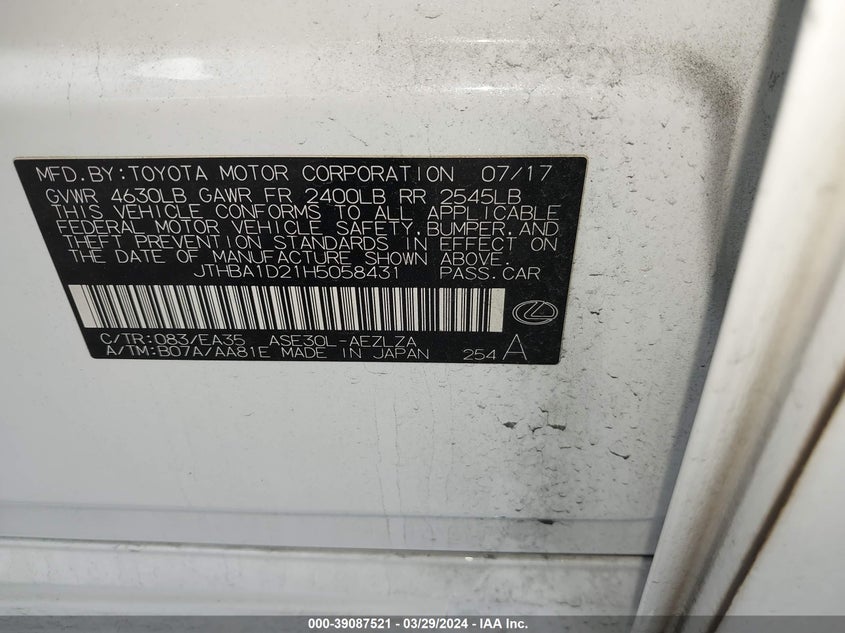 MFD.BY:TOYOTA MOTOR CORPORATION 07/17
GVWR 4630LB GAWR FR 2400LB RR 2545LB
THIS VEHICLE CONFORMS TO ALL APPLICABLE
FEDERAL MOTOR VEHICLE SAFETY,BUMPER,AND
THEFT PREVENTION STANDARDS IN EFFECT ON
THE DATE OF MANUFACTURE SHOWN ABOVE.
JTHBA1D21H5058431 PASS.CAR
C/TR:083/EA35 ASE30L-AEZLZA
A/TM:B07A/AA81E MADE IN JAPAN 254 A
000-39087521 - 03/29/2024 - IAA Inc.